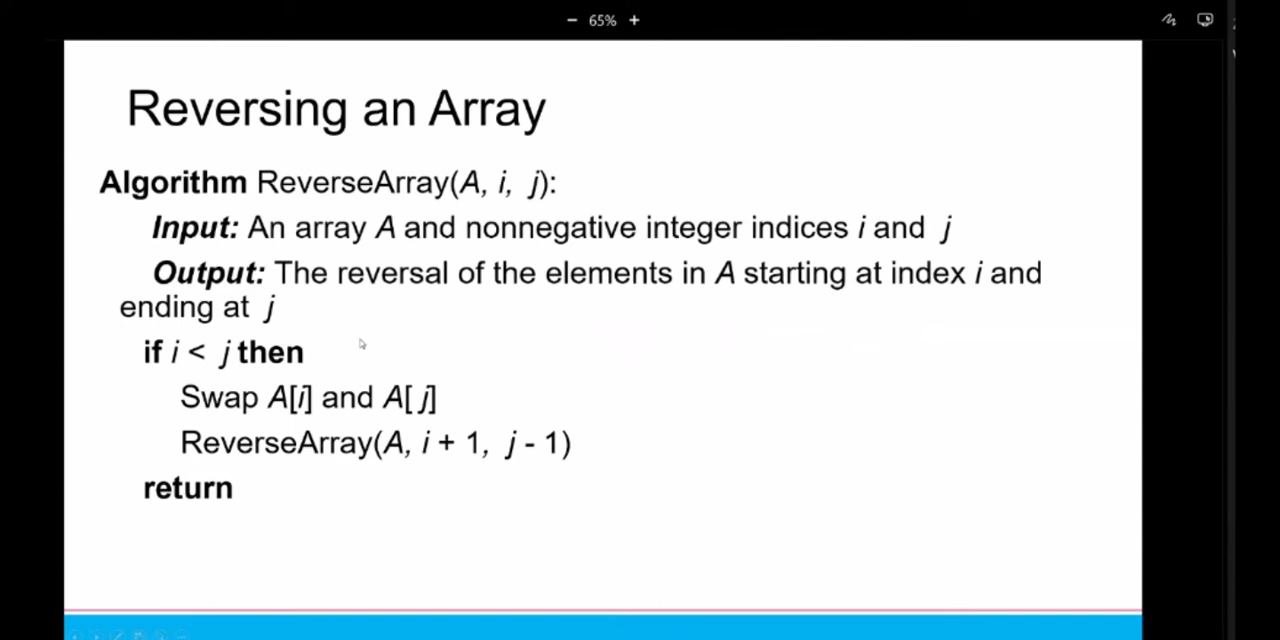 − 65% +
Reversing an Array
Algorithm ReverseArray(A, i, j):
Input: An array A and nonnegative integer indices i and j
Output: The reversal of the elements in A starting at index i and
ending at j
if i < j then
Swap A[i] and A[ j]
ReverseArray(A, i + 1, j - 1)
return